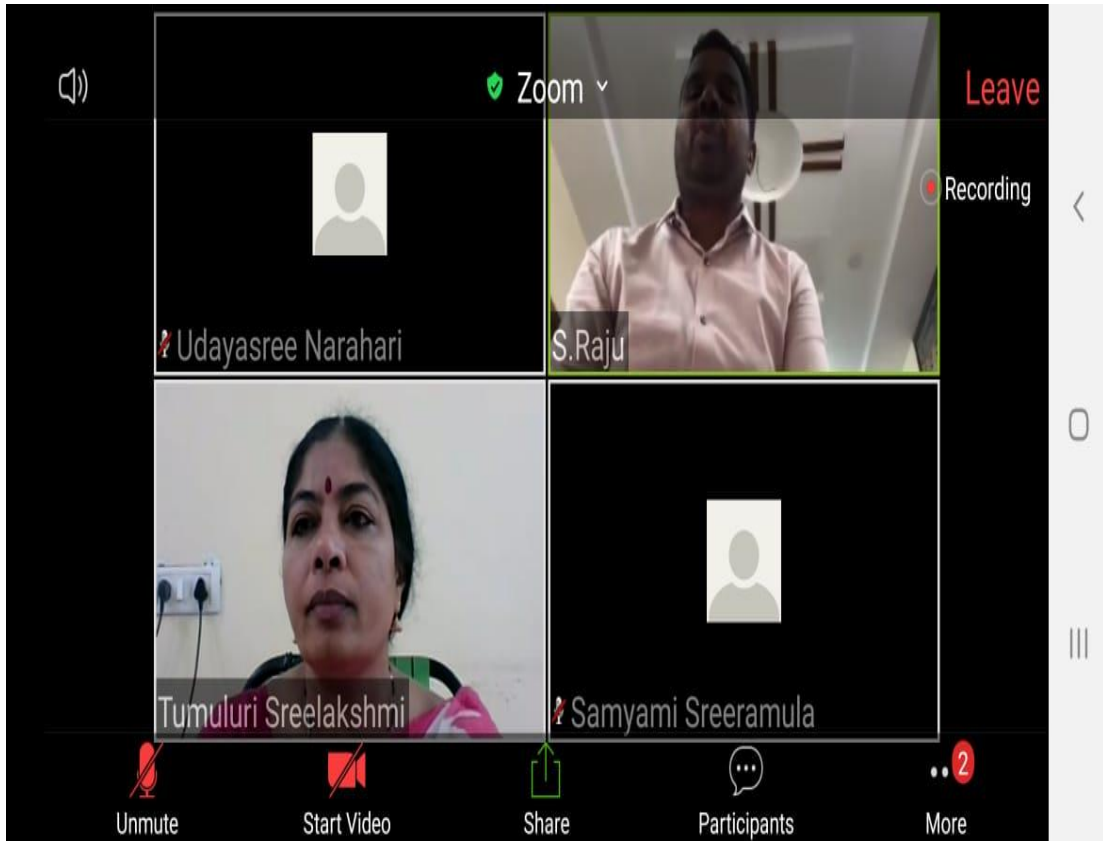 Zoom
Leave
Recording
Udayasree Narahari
S.Raju
Tumuluri Sreelakshmi
Samyami Sreeramula
2
Unmute
Start Video
Share
Participants
More